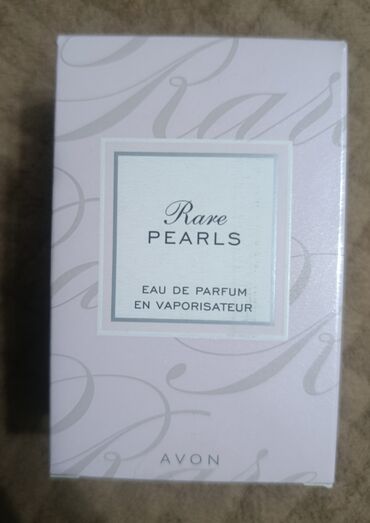 Rare
PEARLS
EAU DE PARFUM
EN VAPORISATEUR
AVON